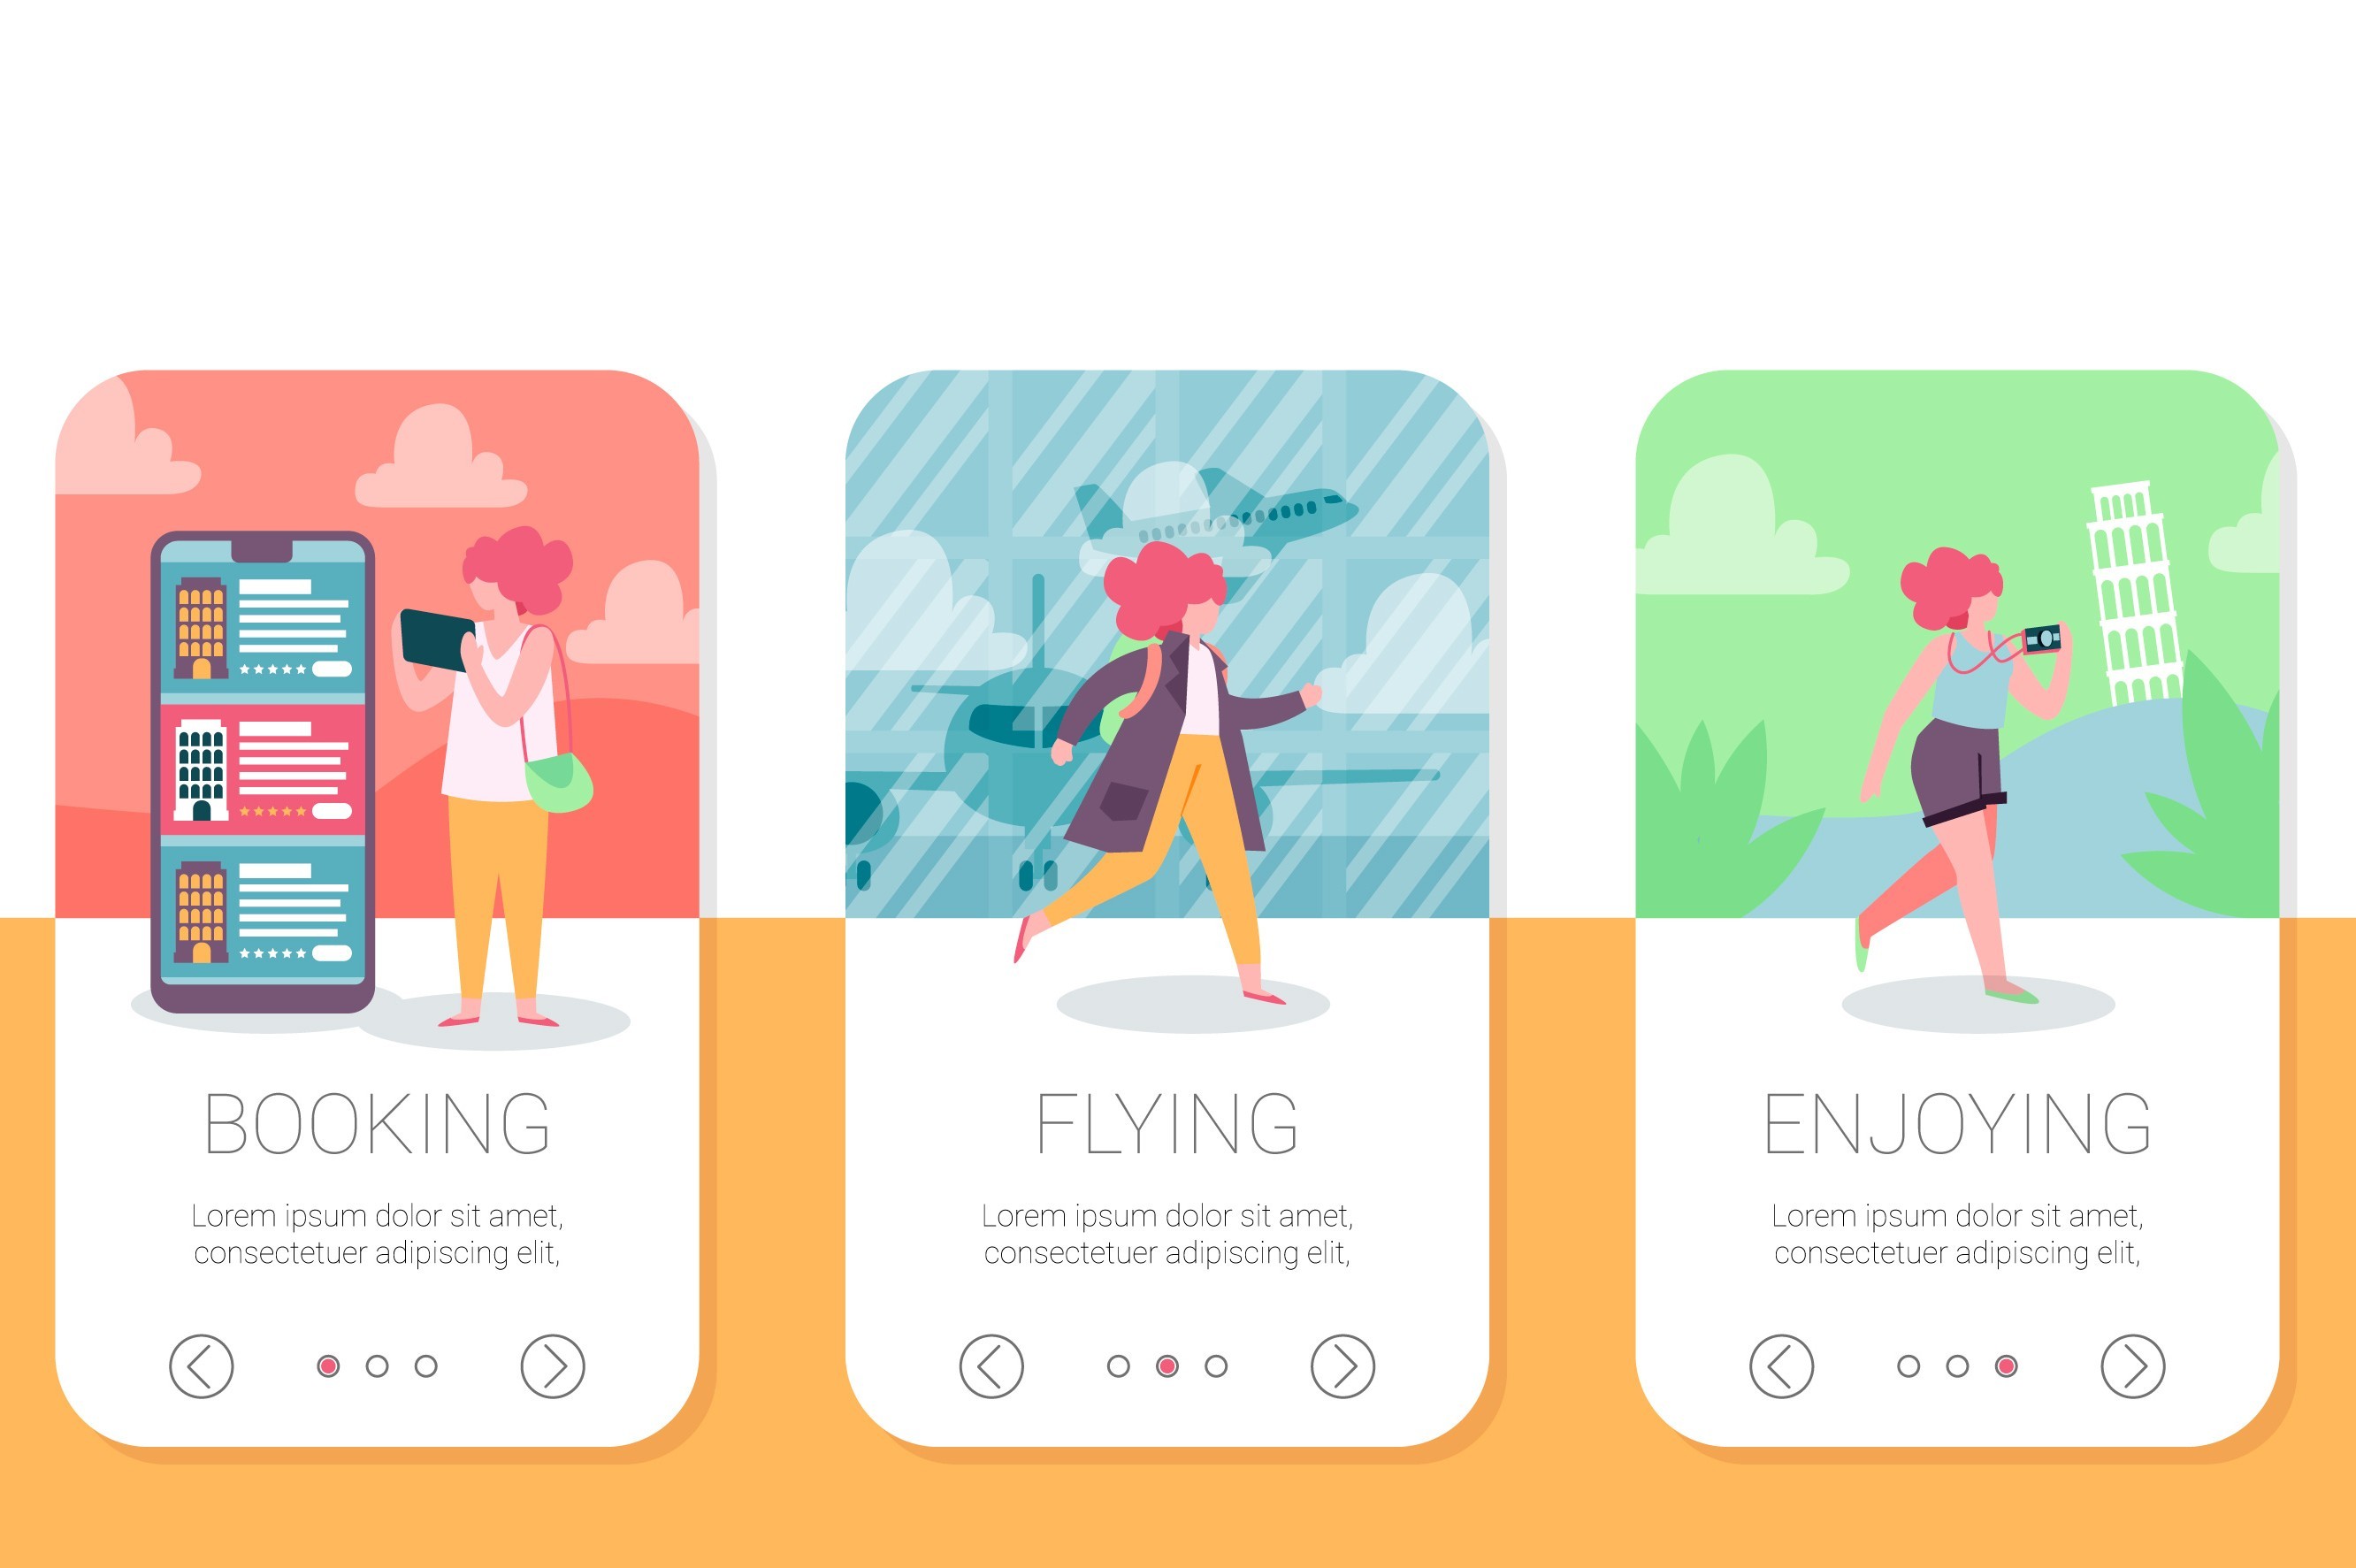 BOOKING
Lorem ipsum dolor sit amet,
consectetuer adipiscing elit,
FLYING
Lorem ipsum dolor sit amet,
consectetuer adipiscing elit,
ENJOYING
Lorem ipsum dolor sit amet,
consectetuer adipiscing elit,